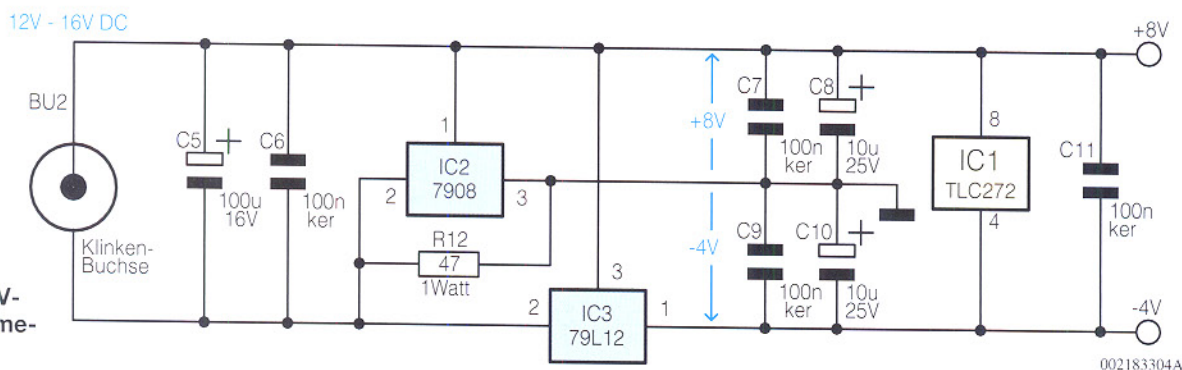 12V - 16V DC
+8V
BU2
C5
+
100u
16V
C6
100n
ker
1
IC2
7908
2
3
R12
47
1Watt
Klinken-
Buchse
V-
me-
3
2
IC3
79L12
1
+8V
-4V
C7
100n
ker
C8
+
10u
25V
C9
100n
ker
C10
+
10u
25V
8
IC1
TLC272
4
C11
100n
ker
-4V
002183304A